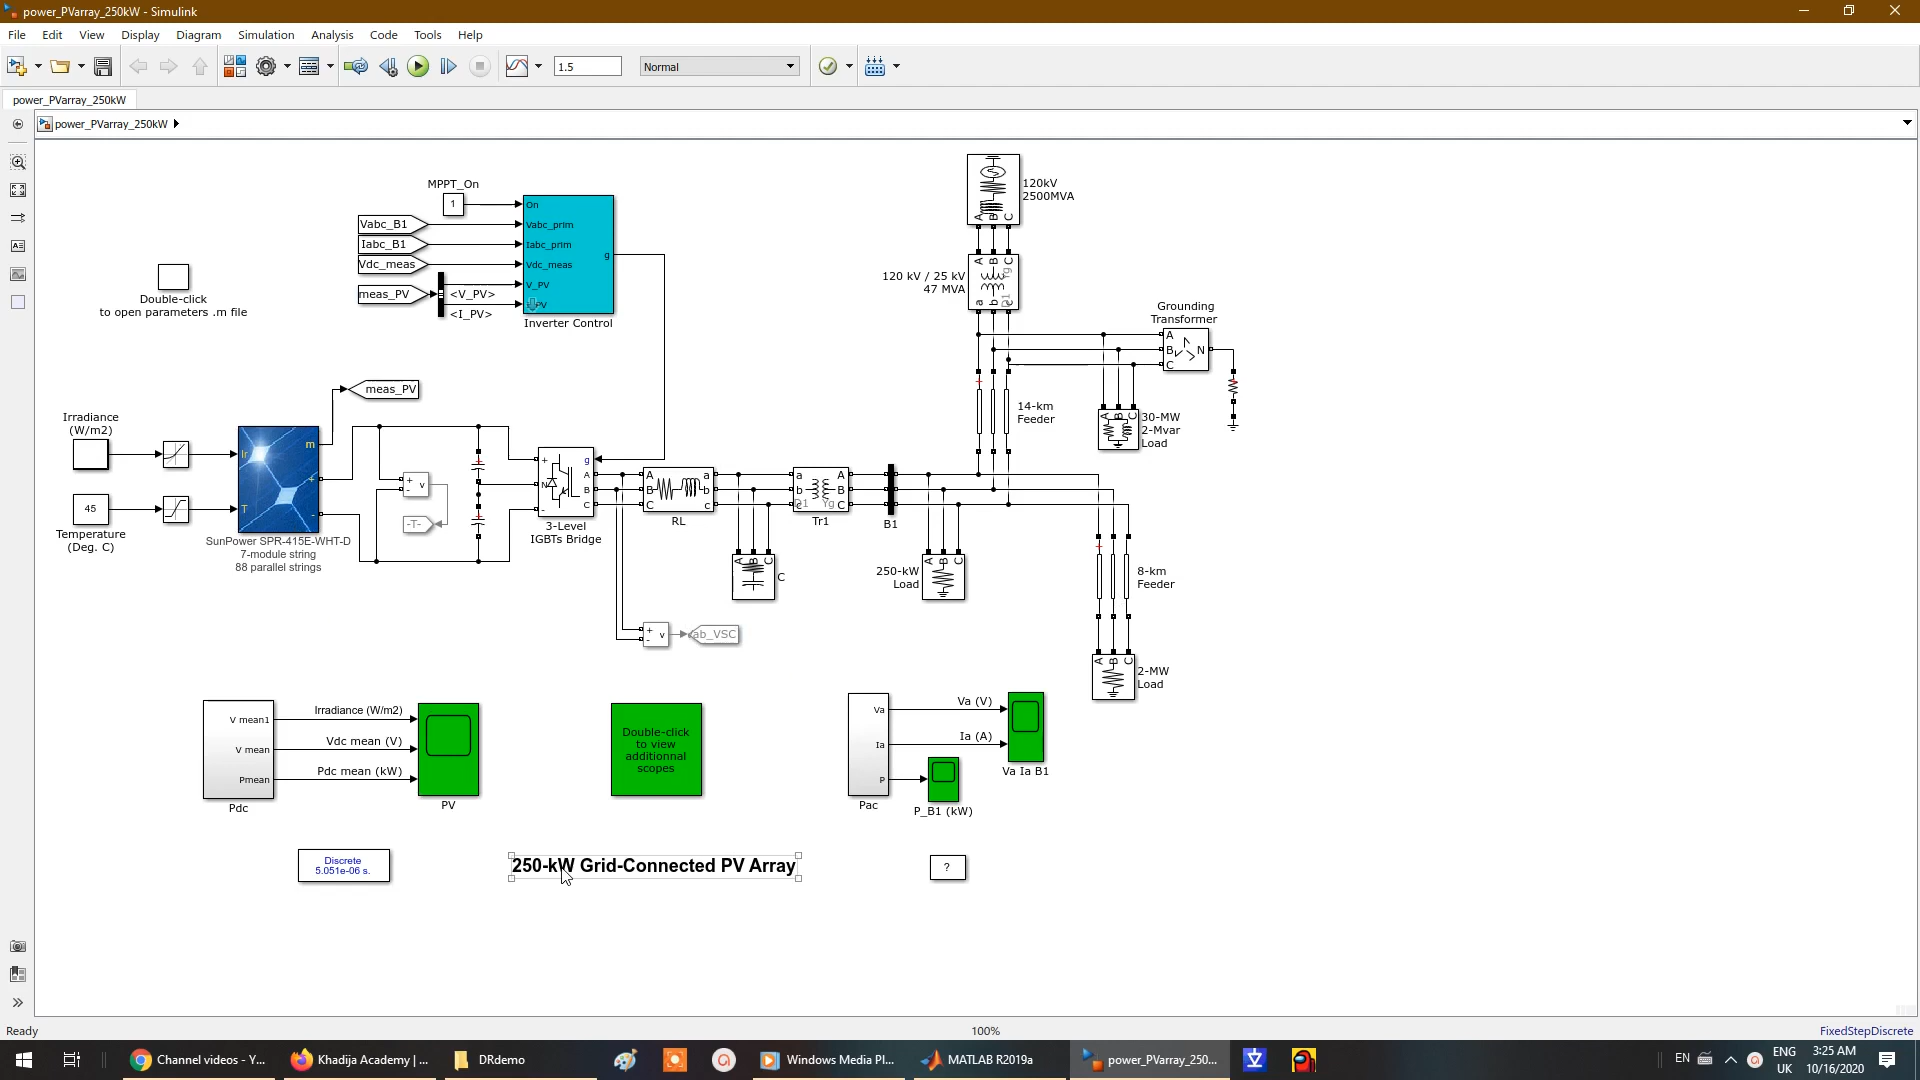 power_PVarray_250kW - Simulink
File Edit View Display Diagram Simulation Analysis Code Tools Help
1.5 Normal
power_PVarray_250kW
power_PVarray_250kW
MPPT_On
1
Vabc_B1
Iabc_B1
Vdc_meas
meas_PV
<V_PV>
<I_PV>
On
Vabc_prim
Iabc_prim
Vdc_meas
V_PV
g
Inverter Control
Double-click
to open parameters .m file
120kV
2500MVA
A B C
120 kV / 25 kV
47 MVA
A B C Yg
a b c D1
Grounding
Transformer
A
B
C
N
14-km
Feeder
A B C
30-MW
2-Mvar
Load
meas_PV
Irradiance
(W/m2)
45
Temperature
(Deg. C)
Ir
T
m
+
-
SunPower SPR-415E-WHT-D
7-module string
88 parallel strings
+
-
v
-T-
+
N
-
g
A
B
C
3-Level
IGBTs Bridge
A a
B b
C c
RL
a A
b B
c C
D1 Yg
Tr1
B1
A B C
C
250-kW
Load
A B C
8-km
Feeder
A B C
2-MW
Load
+
-
v
ab_VSC
V mean1
V mean
Pmean
Pdc
Irradiance (W/m2)
Vdc mean (V)
Pdc mean (kW)
PV
Double-click
to view
additionnal
scopes
Va
Ia
P
Pac
Va (V)
Ia (A)
Va Ia B1
P_B1 (kW)
Discrete
5.051e-06 s.
250-kW Grid-Connected PV Array
?
Ready 100% FixedStepDiscrete
Channel videos - Y... Khadija Academy | ... DRdemo Windows Media Pl... MATLAB R2019a power_PVarray_250... EN ENG
UK
3:25 AM
10/16/2020